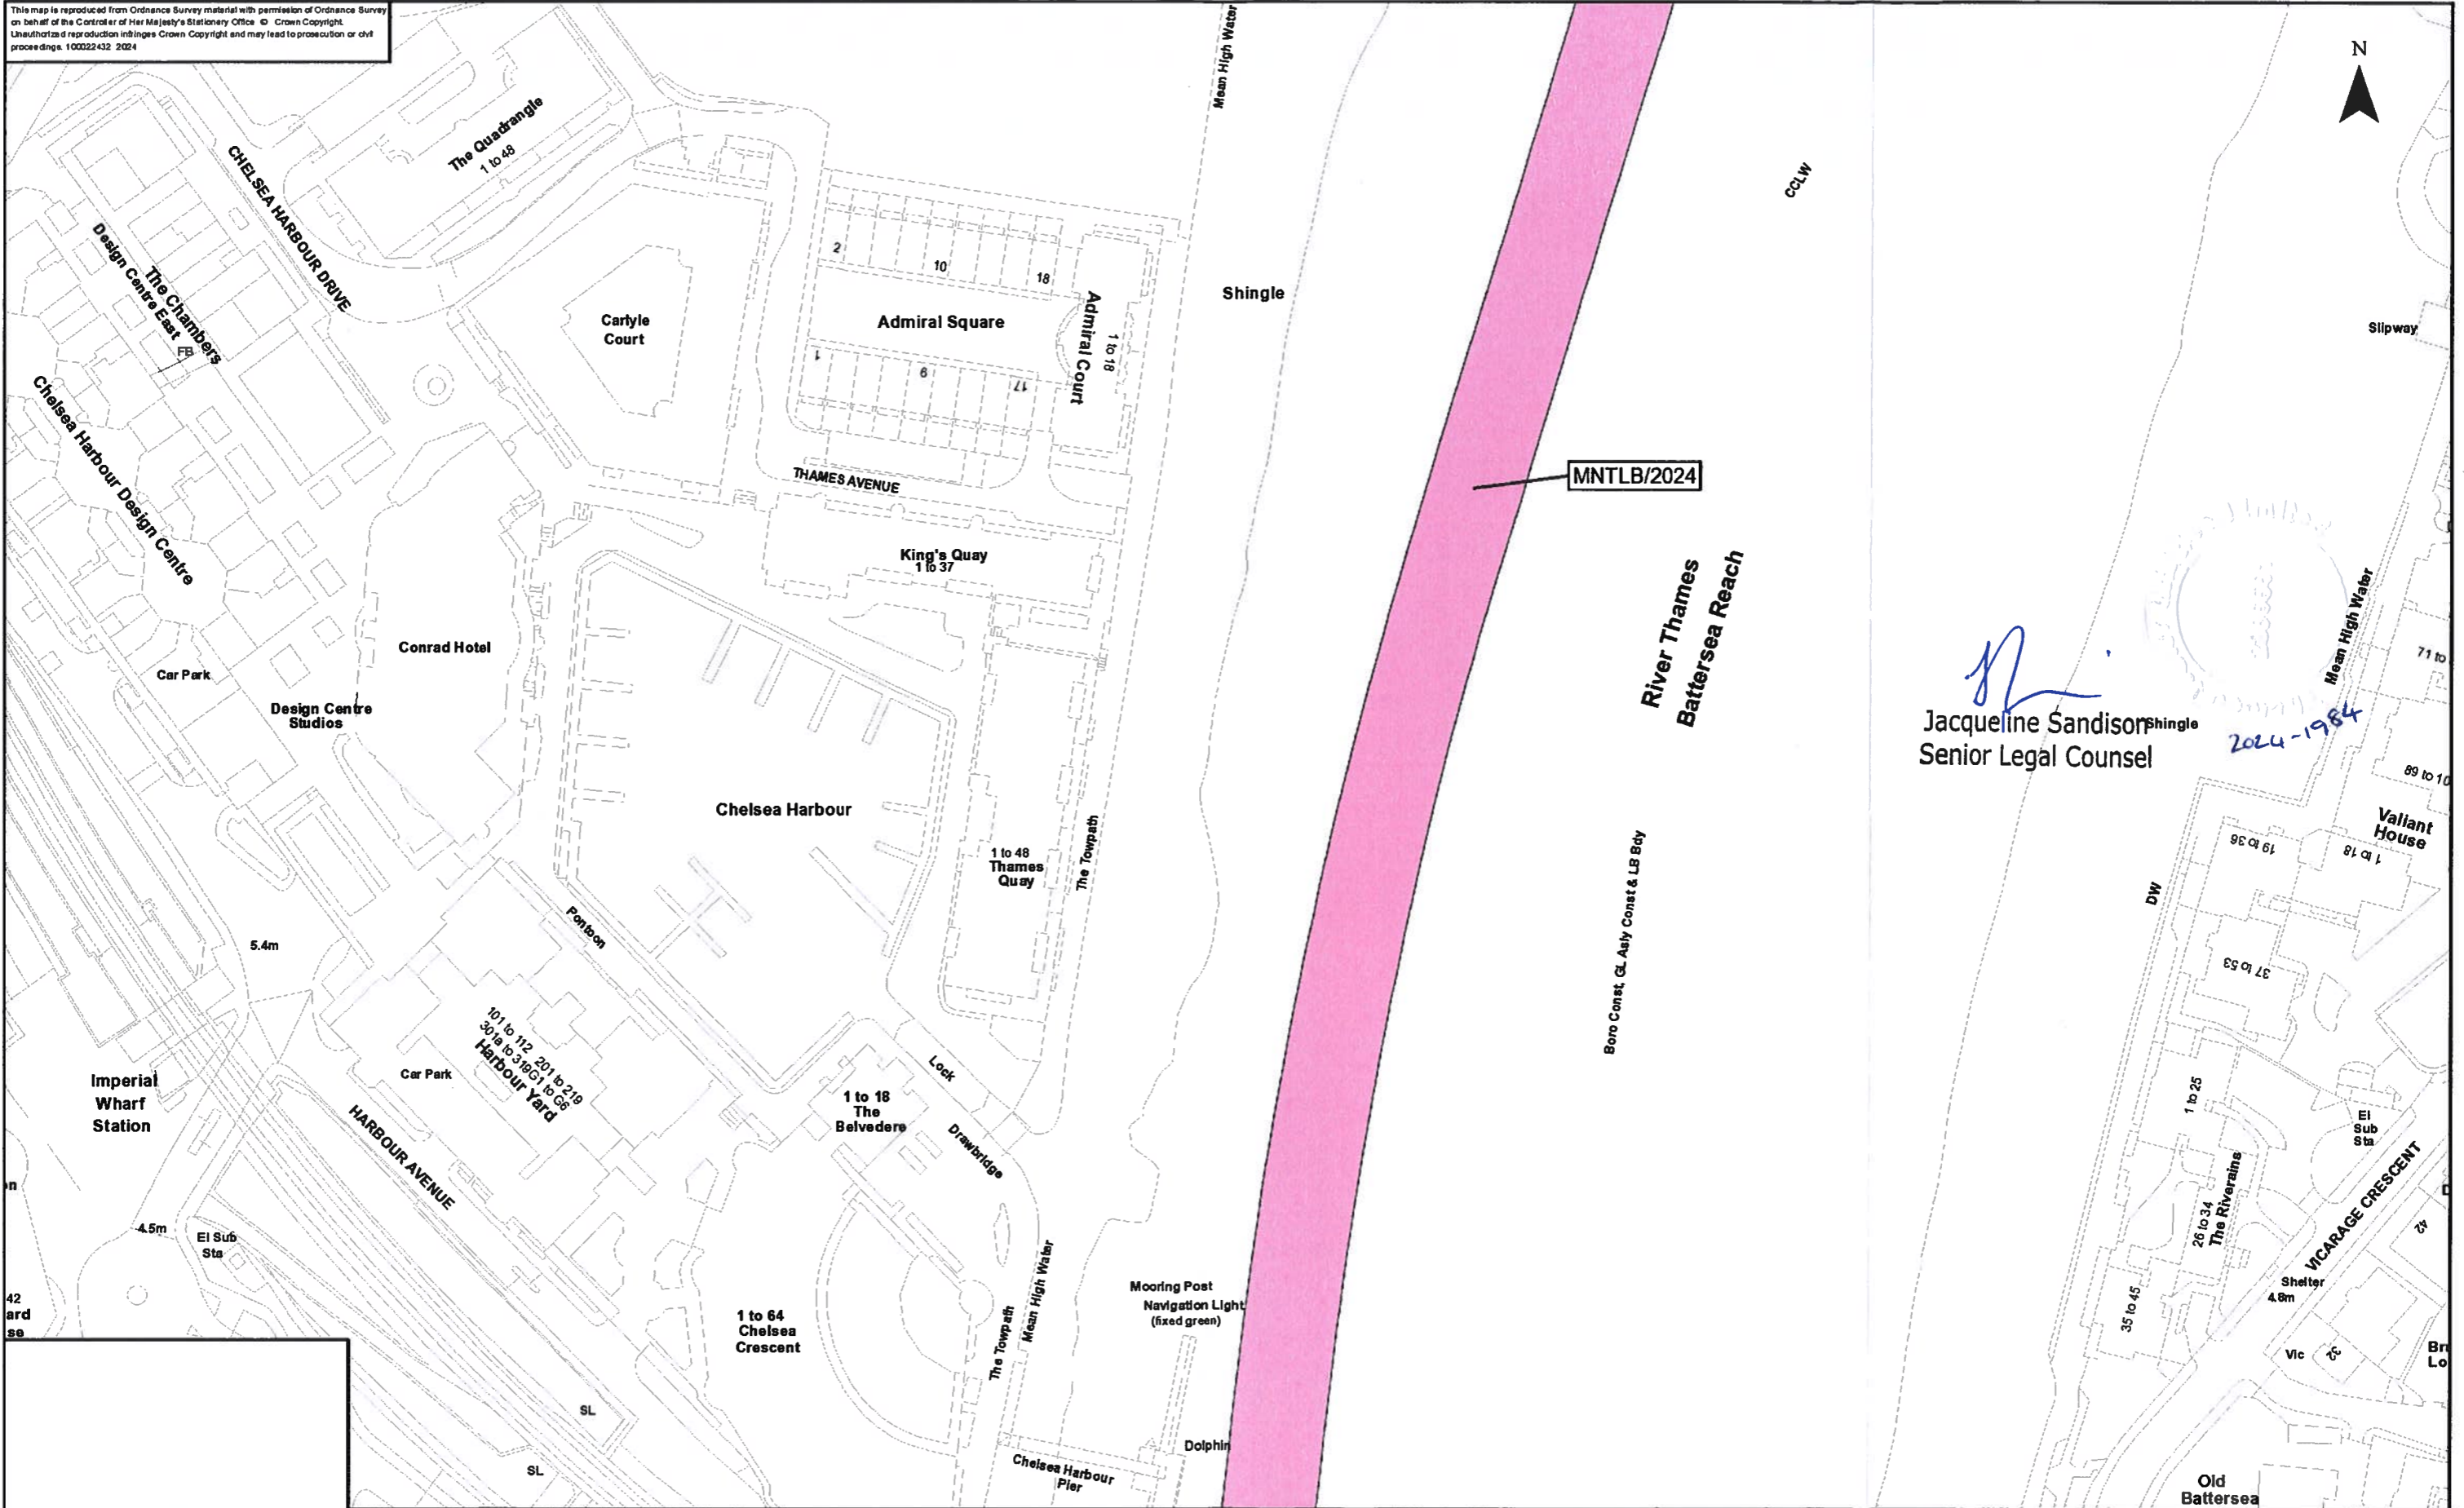 This map is reproduced from Ordnance Survey material with permission of Ordnance Survey
on behalf of the Controller of Her Majesty's Stationery Office © Crown Copyright.
Unauthorized reproduction infringes Crown Copyright and may lead to prosecution or civil
proceedings. 100022432 2024
N
Mean High Water
The Quadrangle
1 to 48
CHELSEA HARBOUR DRIVE
CCLW
The Chambers
Design Centre East
FB
2
10
18
Admiral Square
1
9
17
Admiral Court
1 to 18
Carlyle
Court
Shingle
Slipway
Chelsea Harbour Design Centre
THAMES AVENUE
MNTLB/2024
King's Quay
1 to 37
River Thames
Battersea Reach
Mean High Water
Conrad Hotel
Car Park
Design Centre
Studios
71 to
Jacqueline Sandison
Senior Legal Counsel
Shingle
2024-1984
89 to 10
Valiant
House
19 to 36
1 to 18
Chelsea Harbour
1 to 48
Thames
Quay
The Towpath
Boro Const, GL Asly Const & LB Bdy
DW
37 to 53
Pontoon
5.4m
101 to 112 201 to 219
301a to 319G1 to G6
Harbour Yard
Car Park
Lock
Imperial
Wharf
Station
HARBOUR AVENUE
1 to 18
The
Belvedere
Drawbridge
1 to 25
El
Sub
Sta
VICARAGE CRESCENT
26 to 34
The Riverains
42
4.5m
El Sub
Sta
Mean High Water
The Towpath
Mooring Post
Navigation Light
(fixed green)
Shelter
4.8m
35 to 45
42
ard
se
1 to 64
Chelsea
Crescent
Vic
32
Bru
Lo
SL
SL
Dolphin
Chelsea Harbour
Pier
Old
Battersea